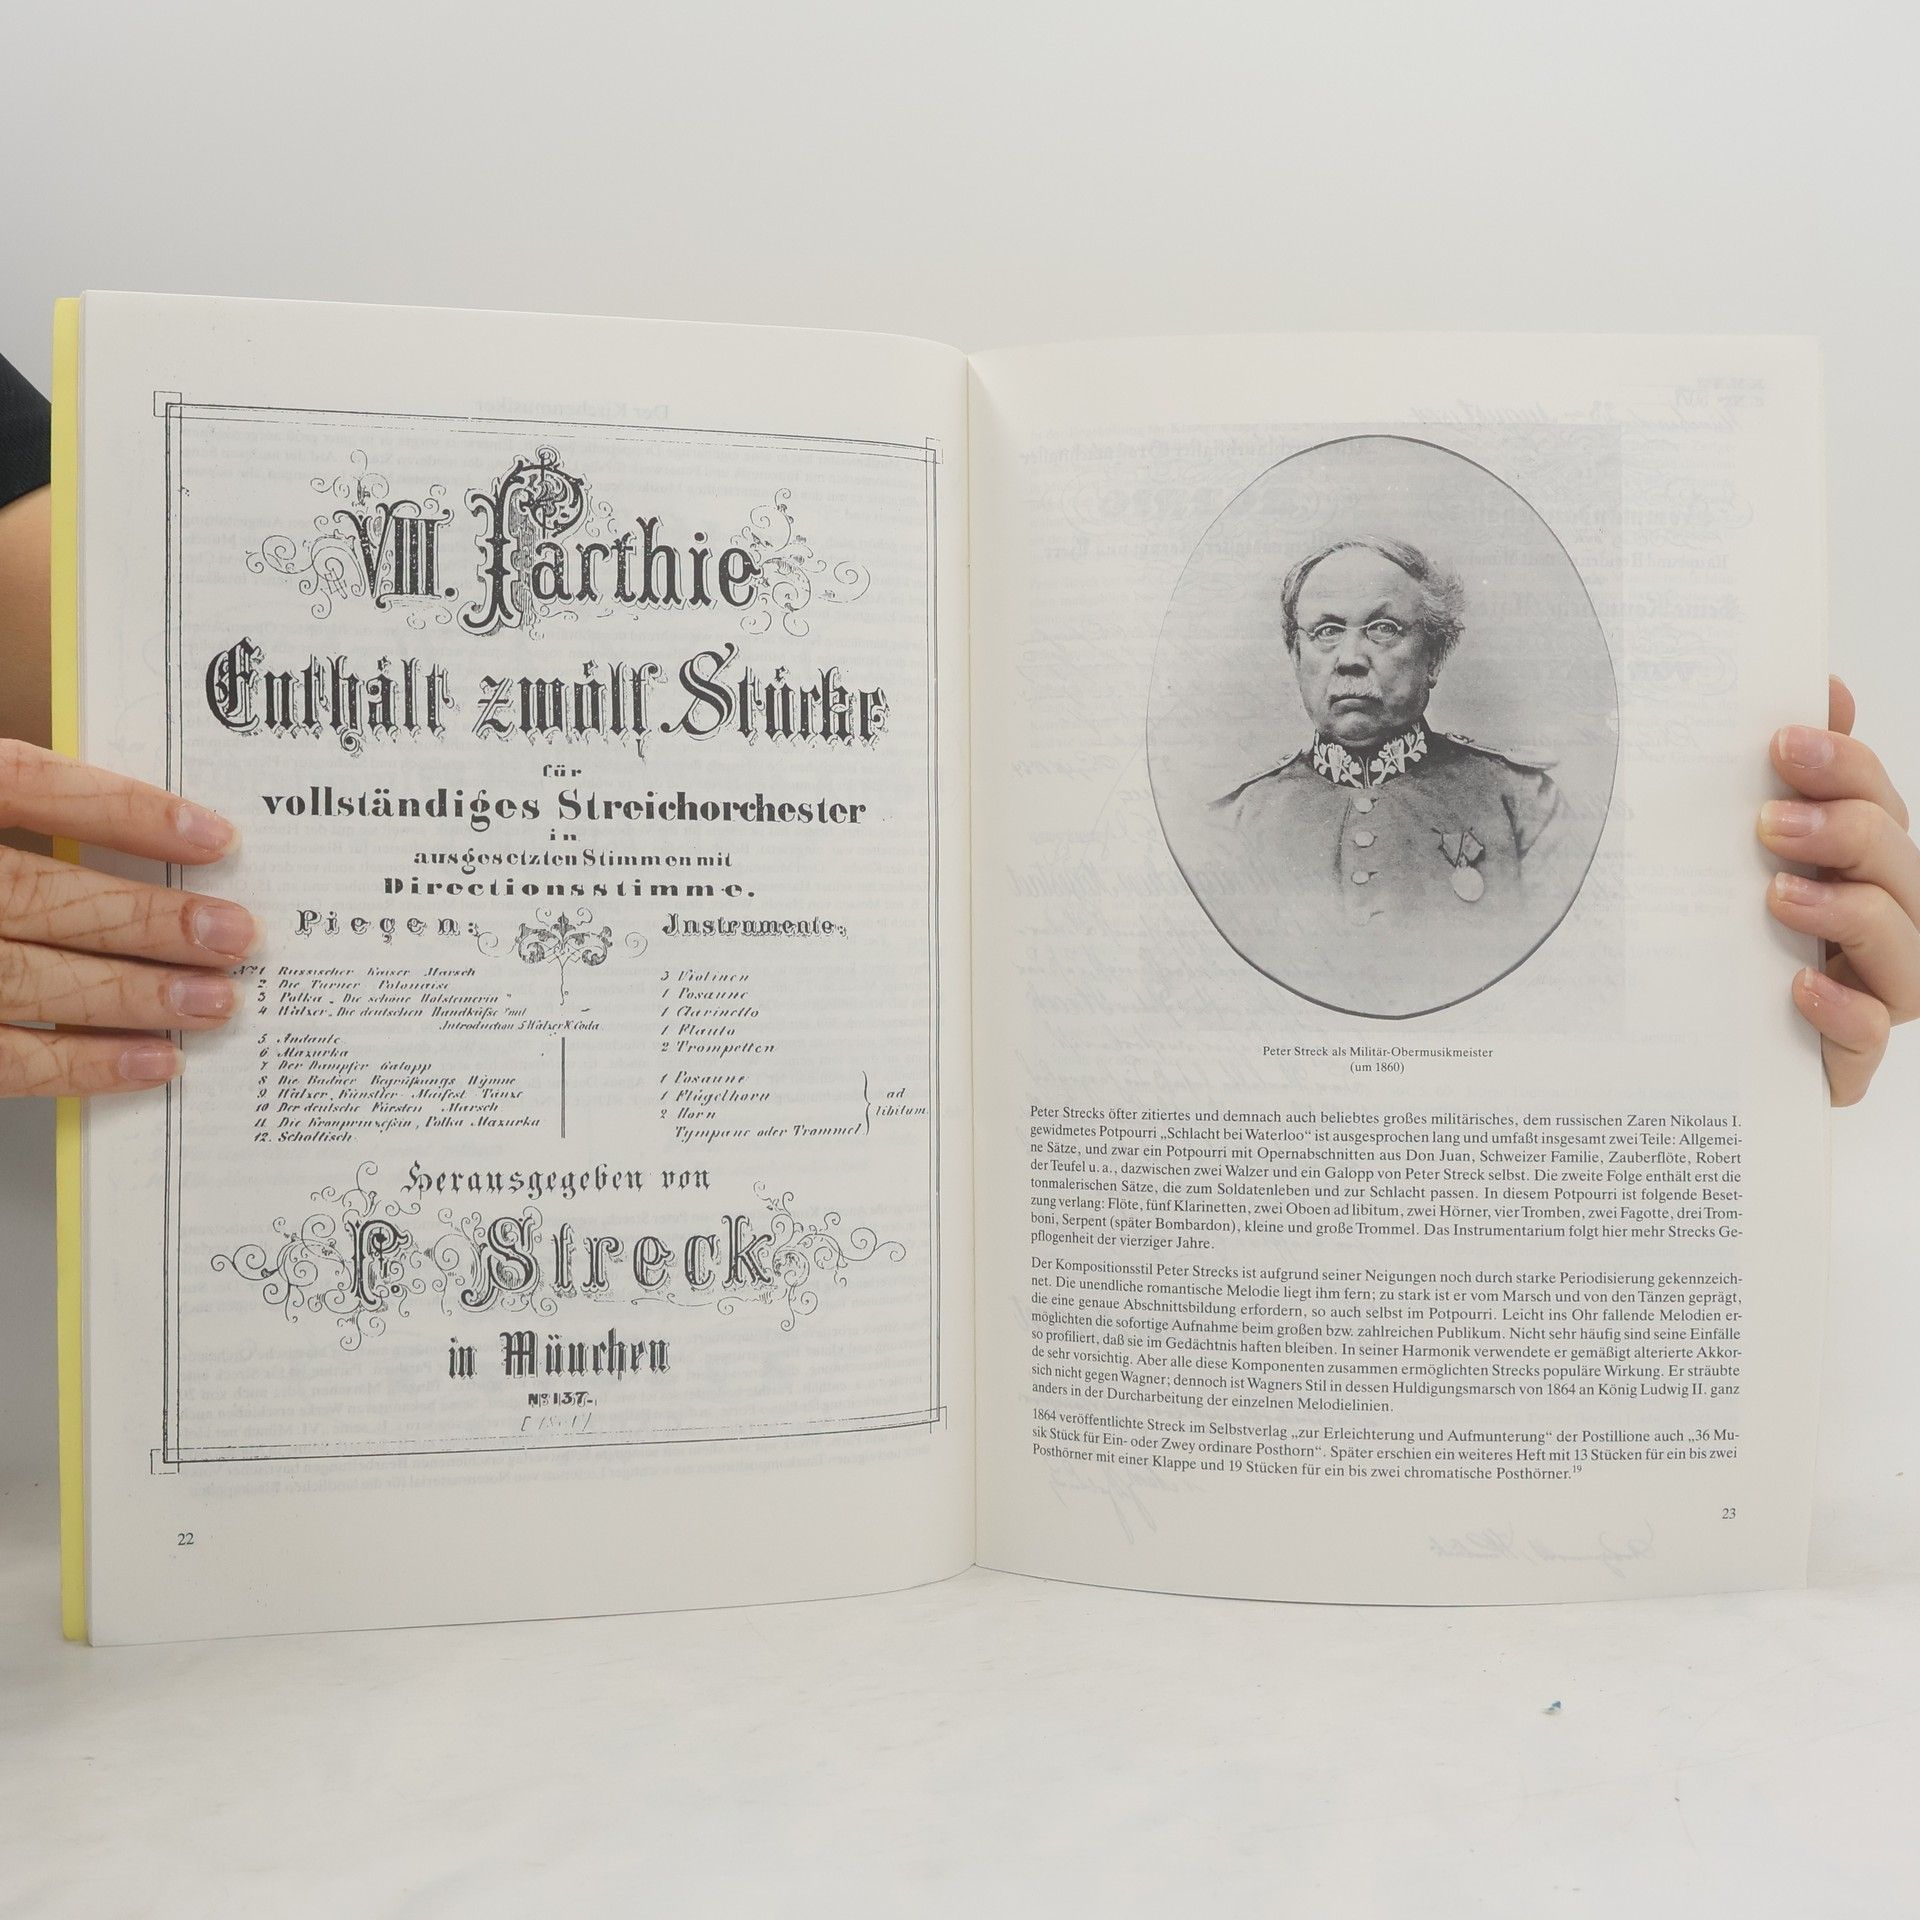 VIII. Parthie
Enthält zwölf Stücke
für
vollständiges Streichorchester
in
ausgesetzten Stimmen mit
Directionsstimme.
Pieçen:
No 1 Russischer Kaiser Marsch
2 Die Turner Polonaise
3 Polka „Die schöne Holsteinerin"
4 Walzer „Die deutschen Handküße" mit
Introduction 5 Walzer & Coda.
5 Andante
6 Mazurka
7 Der Dampfer Galopp
8 Die Badner Begrüßungs Hymne
9 Walzer, Künstler Maifest Tänze
10 Der deutsche Fürsten Marsch
11. Die Kronprinzeßin, Polka Mazurka
12. Schottisch
Instrumente:
3 Violinen
1 Posaune
1 Clarinetto
1 Flauto
2 Trompetten
1 Posaune
1 Flügelhorn
2 Horn
Tympane oder Trommel
ad
libitum.
Herausgegeben von
P. Streck
in München
No 137.
22
Peter Streck als Militär-Obermusikmeister
(um 1860)
Peter Strecks öfter zitiertes und demnach auch beliebtes großes militärisches, dem russischen Zaren Nikolaus I.
gewidmetes Potpourri „Schlacht bei Waterloo“ ist ausgesprochen lang und umfaßt insgesamt zwei Teile: Allgemei-
ne Sätze, und zwar ein Potpourri mit Opernabschnitten aus Don Juan, Schweizer Familie, Zauberflöte, Robert
der Teufel u. a., dazwischen zwei Walzer und ein Galopp von Peter Streck selbst. Die zweite Folge enthält erst die
tonmalerischen Sätze, die zum Soldatenleben und zur Schlacht passen. In diesem Potpourri ist folgende Beset-
zung verlang: Flöte, fünf Klarinetten, zwei Oboen ad libitum, zwei Hörner, vier Tromben, zwei Fagotte, drei Trom-
boni, Serpent (später Bombardon), kleine und große Trommel. Das Instrumentarium folgt hier mehr Strecks Ge-
pflogenheit der vierziger Jahre.
Der Kompositionsstil Peter Strecks ist aufgrund seiner Neigungen noch durch starke Periodisierung gekennzeich-
net. Die unendliche romantische Melodie liegt ihm fern; zu stark ist er vom Marsch und von den Tänzen geprägt,
die eine genaue Abschnittsbildung erfordern, so auch selbst im Potpourri. Leicht ins Ohr fallende Melodien er-
möglichten die sofortige Aufnahme beim großen bzw. zahlreichen Publikum. Nicht sehr häufig sind seine Einfälle
so profiliert, daß sie im Gedächtnis haften bleiben. In seiner Harmonik verwendete er gemäßigt alterierte Akkor-
de sehr vorsichtig. Aber alle diese Komponenten zusammen ermöglichten Strecks populäre Wirkung. Er sträubte
sich nicht gegen Wagner; dennoch ist Wagners Stil in dessen Huldigungsmarsch von 1864 an König Ludwig II. ganz
anders in der Durcharbeitung der einzelnen Melodielinien.
1864 veröffentlichte Streck im Selbstverlag „zur Erleichterung und Aufmunterung“ der Postillione auch „36 Mu-
sik Stück für Ein- oder Zwey ordinare Posthorn“. Später erschien ein weiteres Heft mit 13 Stücken für ein bis zwei
Posthörner mit einer Klappe und 19 Stücken für ein bis zwei chromatische Posthörner.19
23